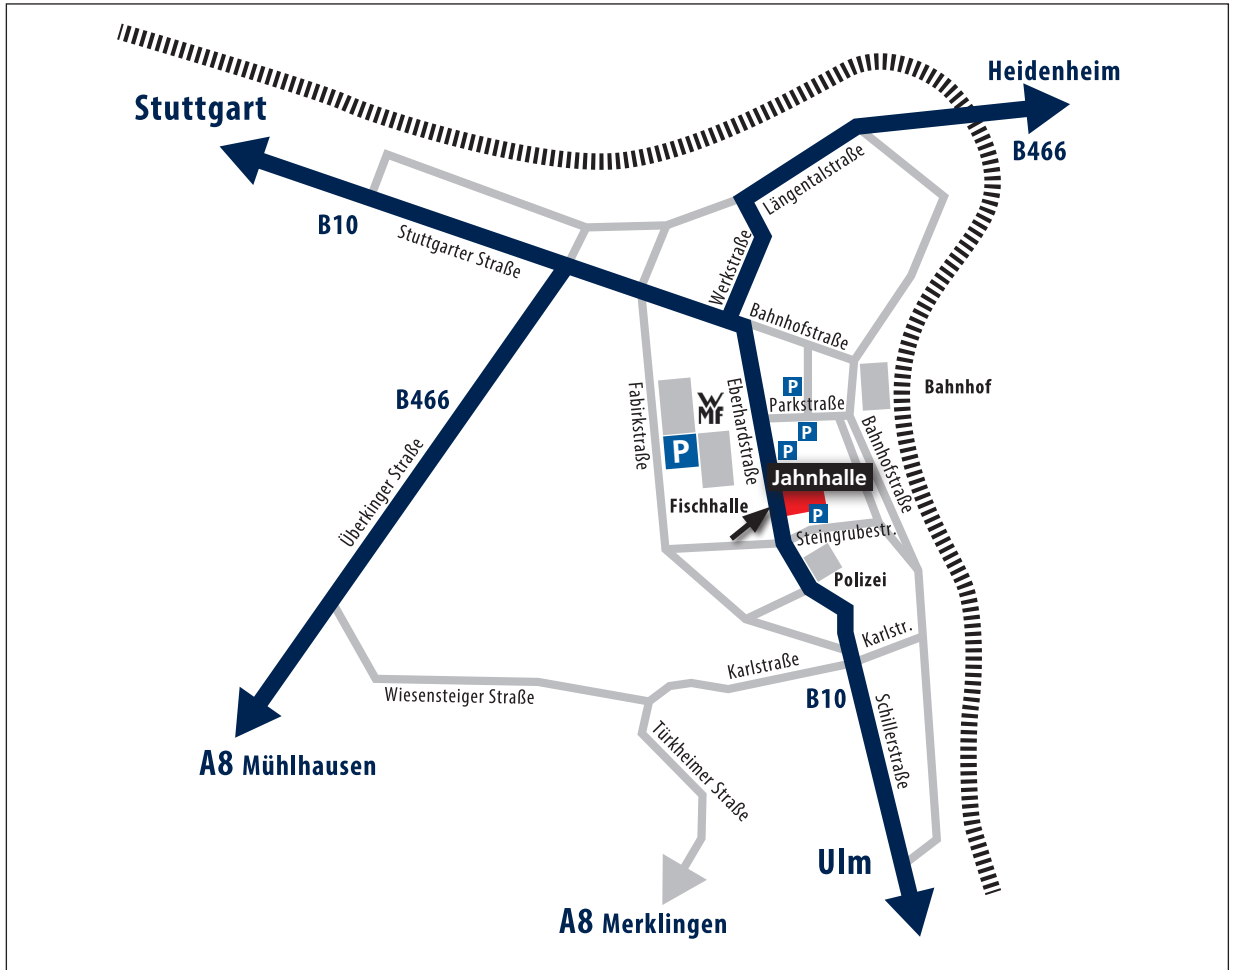 Heidenheim
Stuttgart
B466
Längentalstraße
B10
Stuttgarter Straße
Werkstraße
Bahnhofstraße
B466
Fabirkstraße
WMF
Eberhardstraße
P
Parkstraße
Bahnhof
P
P
P
Bahnhofstraße
Jahnhalle
Fischhalle
P
Steingrubestr.
Überkinger Straße
Polizei
Karlstr.
Karlstraße
Wiesensteiger Straße
B10
Schillerstraße
Türkheimer Straße
A8 Mühlhausen
Ulm
A8 Merklingen